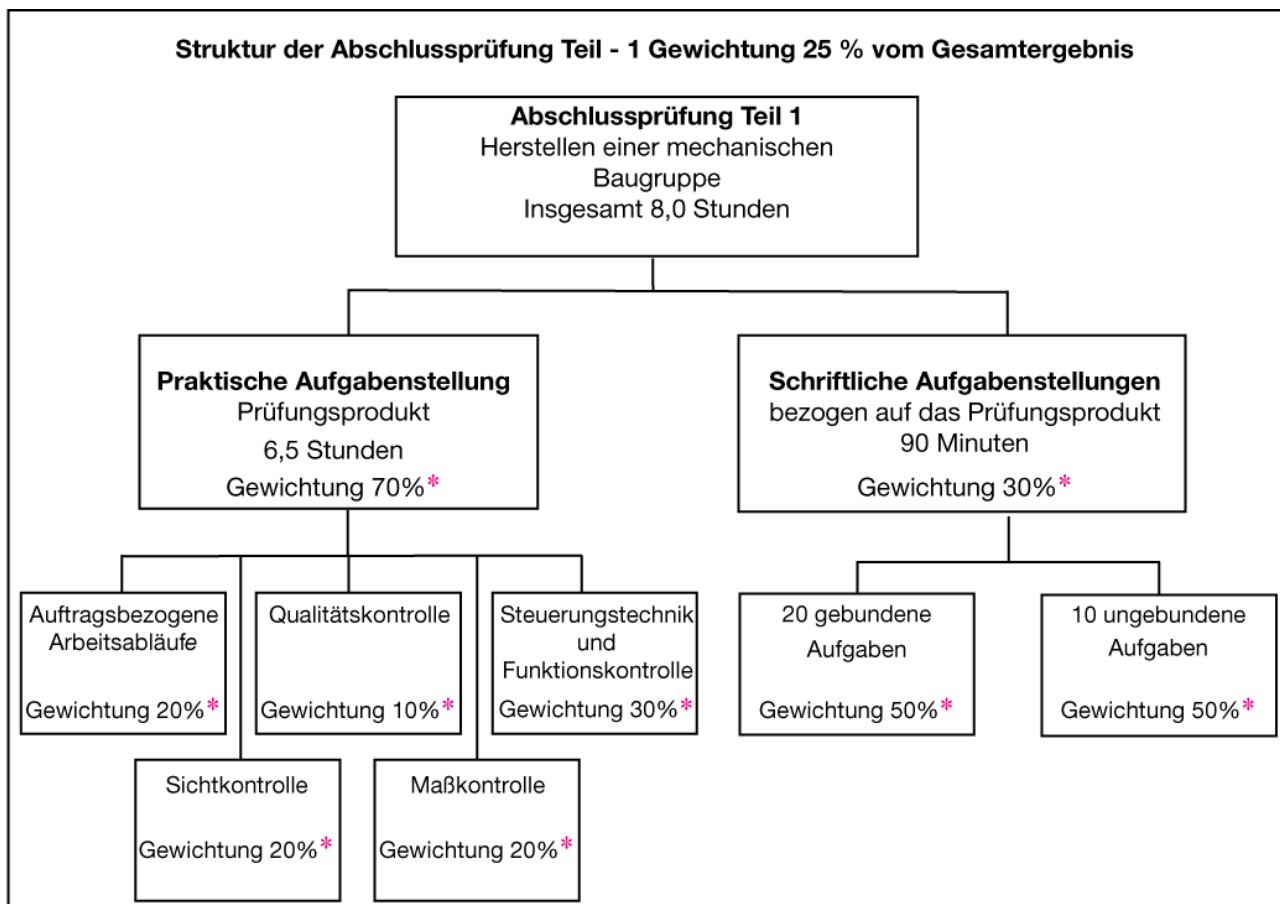 Struktur der Abschlussprüfung Teil - 1 Gewichtung 25 % vom Gesamtergebnis
Abschlussprüfung Teil 1
Herstellen einer mechanischen
Baugruppe
Insgesamt 8,0 Stunden
Praktische Aufgabenstellung
Prüfungsprodukt
6,5 Stunden
Gewichtung 70%*
Schriftliche Aufgabenstellungen
bezogen auf das Prüfungsprodukt
90 Minuten
Gewichtung 30%*
Auftragsbezogene
Arbeitsabläufe
Gewichtung 20%*
Qualitätskontrolle
Gewichtung 10%*
Steuerungstechnik
und
Funktionskontrolle
Gewichtung 30%*
20 gebundene
Aufgaben
Gewichtung 50%*
10 ungebundene
Aufgaben
Gewichtung 50%*
Sichtkontrolle
Gewichtung 20%*
Maßkontrolle
Gewichtung 20%*